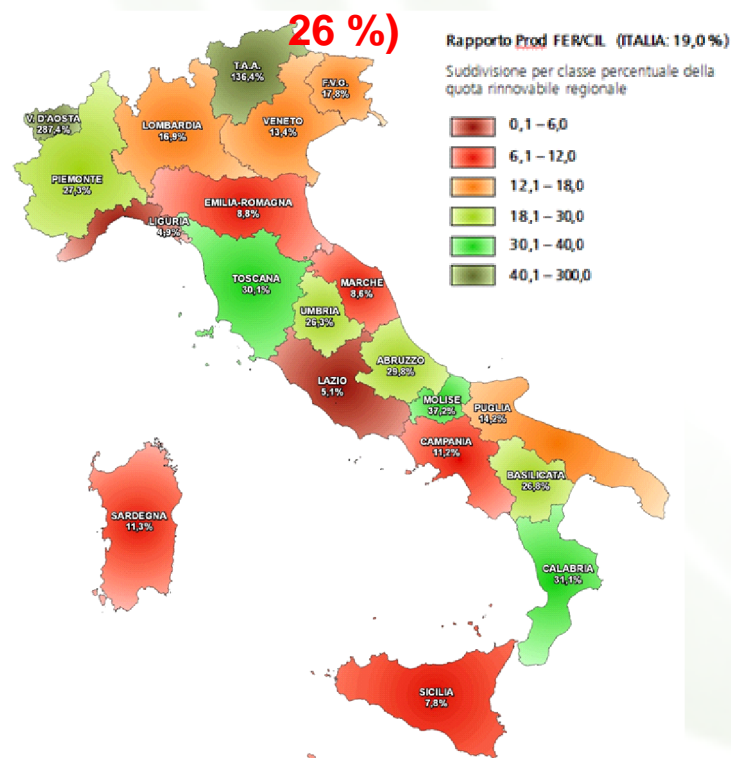 26 %)
Rapporto Prod FER/CIL (ITALIA: 19,0 %)
Suddivisione per classe percentuale della
quota rinnovabile regionale
0,1 – 6,0
6,1 – 12,0
12,1 – 18,0
18,1 – 30,0
30,1 – 40,0
40,1 – 300,0
T.A.A.
136,4%
F.V.G.
17,8%
V. D'AOSTA
287,4%
LOMBARDIA
16,9%
VENETO
13,4%
PIEMONTE
27,3%
EMILIA-ROMAGNA
8,8%
LIGURIA
4,9%
TOSCANA
30,1%
MARCHE
8,6%
UMBRIA
26,3%
ABRUZZO
29,8%
LAZIO
5,1%
MOLISE
37,2%
PUGLIA
14,2%
CAMPANIA
11,2%
BASILICATA
26,8%
SARDEGNA
11,3%
CALABRIA
31,1%
SICILIA
7,8%